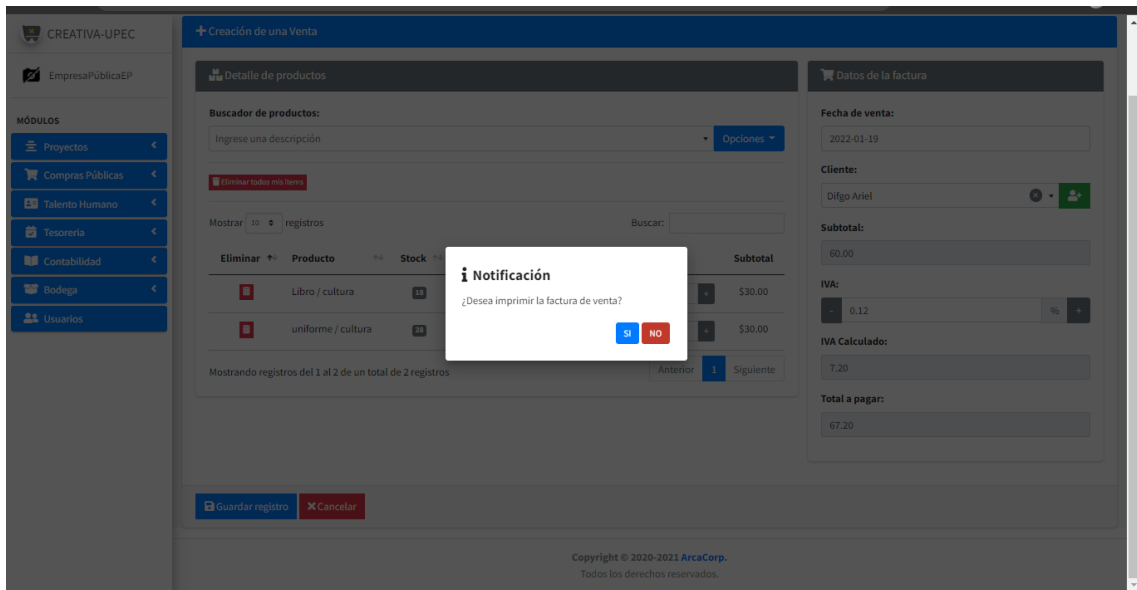 CREATIVA-UPEC
EmpresaPúblicaEP
MÓDULOS
Proyectos
Compras Públicas
Talento Humano
Tesoreria
Contabilidad
Bodega
Usuarios
Creación de una Venta
Detalle de productos
Buscador de productos:
Ingrese una descripción
Opciones
Eliminar todos mis items
Mostrar 10 registros
Buscar:
Eliminar Producto Stock Subtotal
Libro / cultura 18 + $30.00
uniforme / cultura 28 + $30.00
Mostrando registros del 1 al 2 de un total de 2 registros
Anterior 1 Siguiente
Notificación
¿Desea imprimir la factura de venta?
SI NO
Datos de la factura
Fecha de venta:
2022-01-19
Cliente:
Difgo Ariel
Subtotal:
60.00
IVA:
- 0.12 % +
IVA Calculado:
7.20
Total a pagar:
67.20
Guardar registro Cancelar
Copyright © 2020-2021 ArcaCorp.
Todos los derechos reservados.